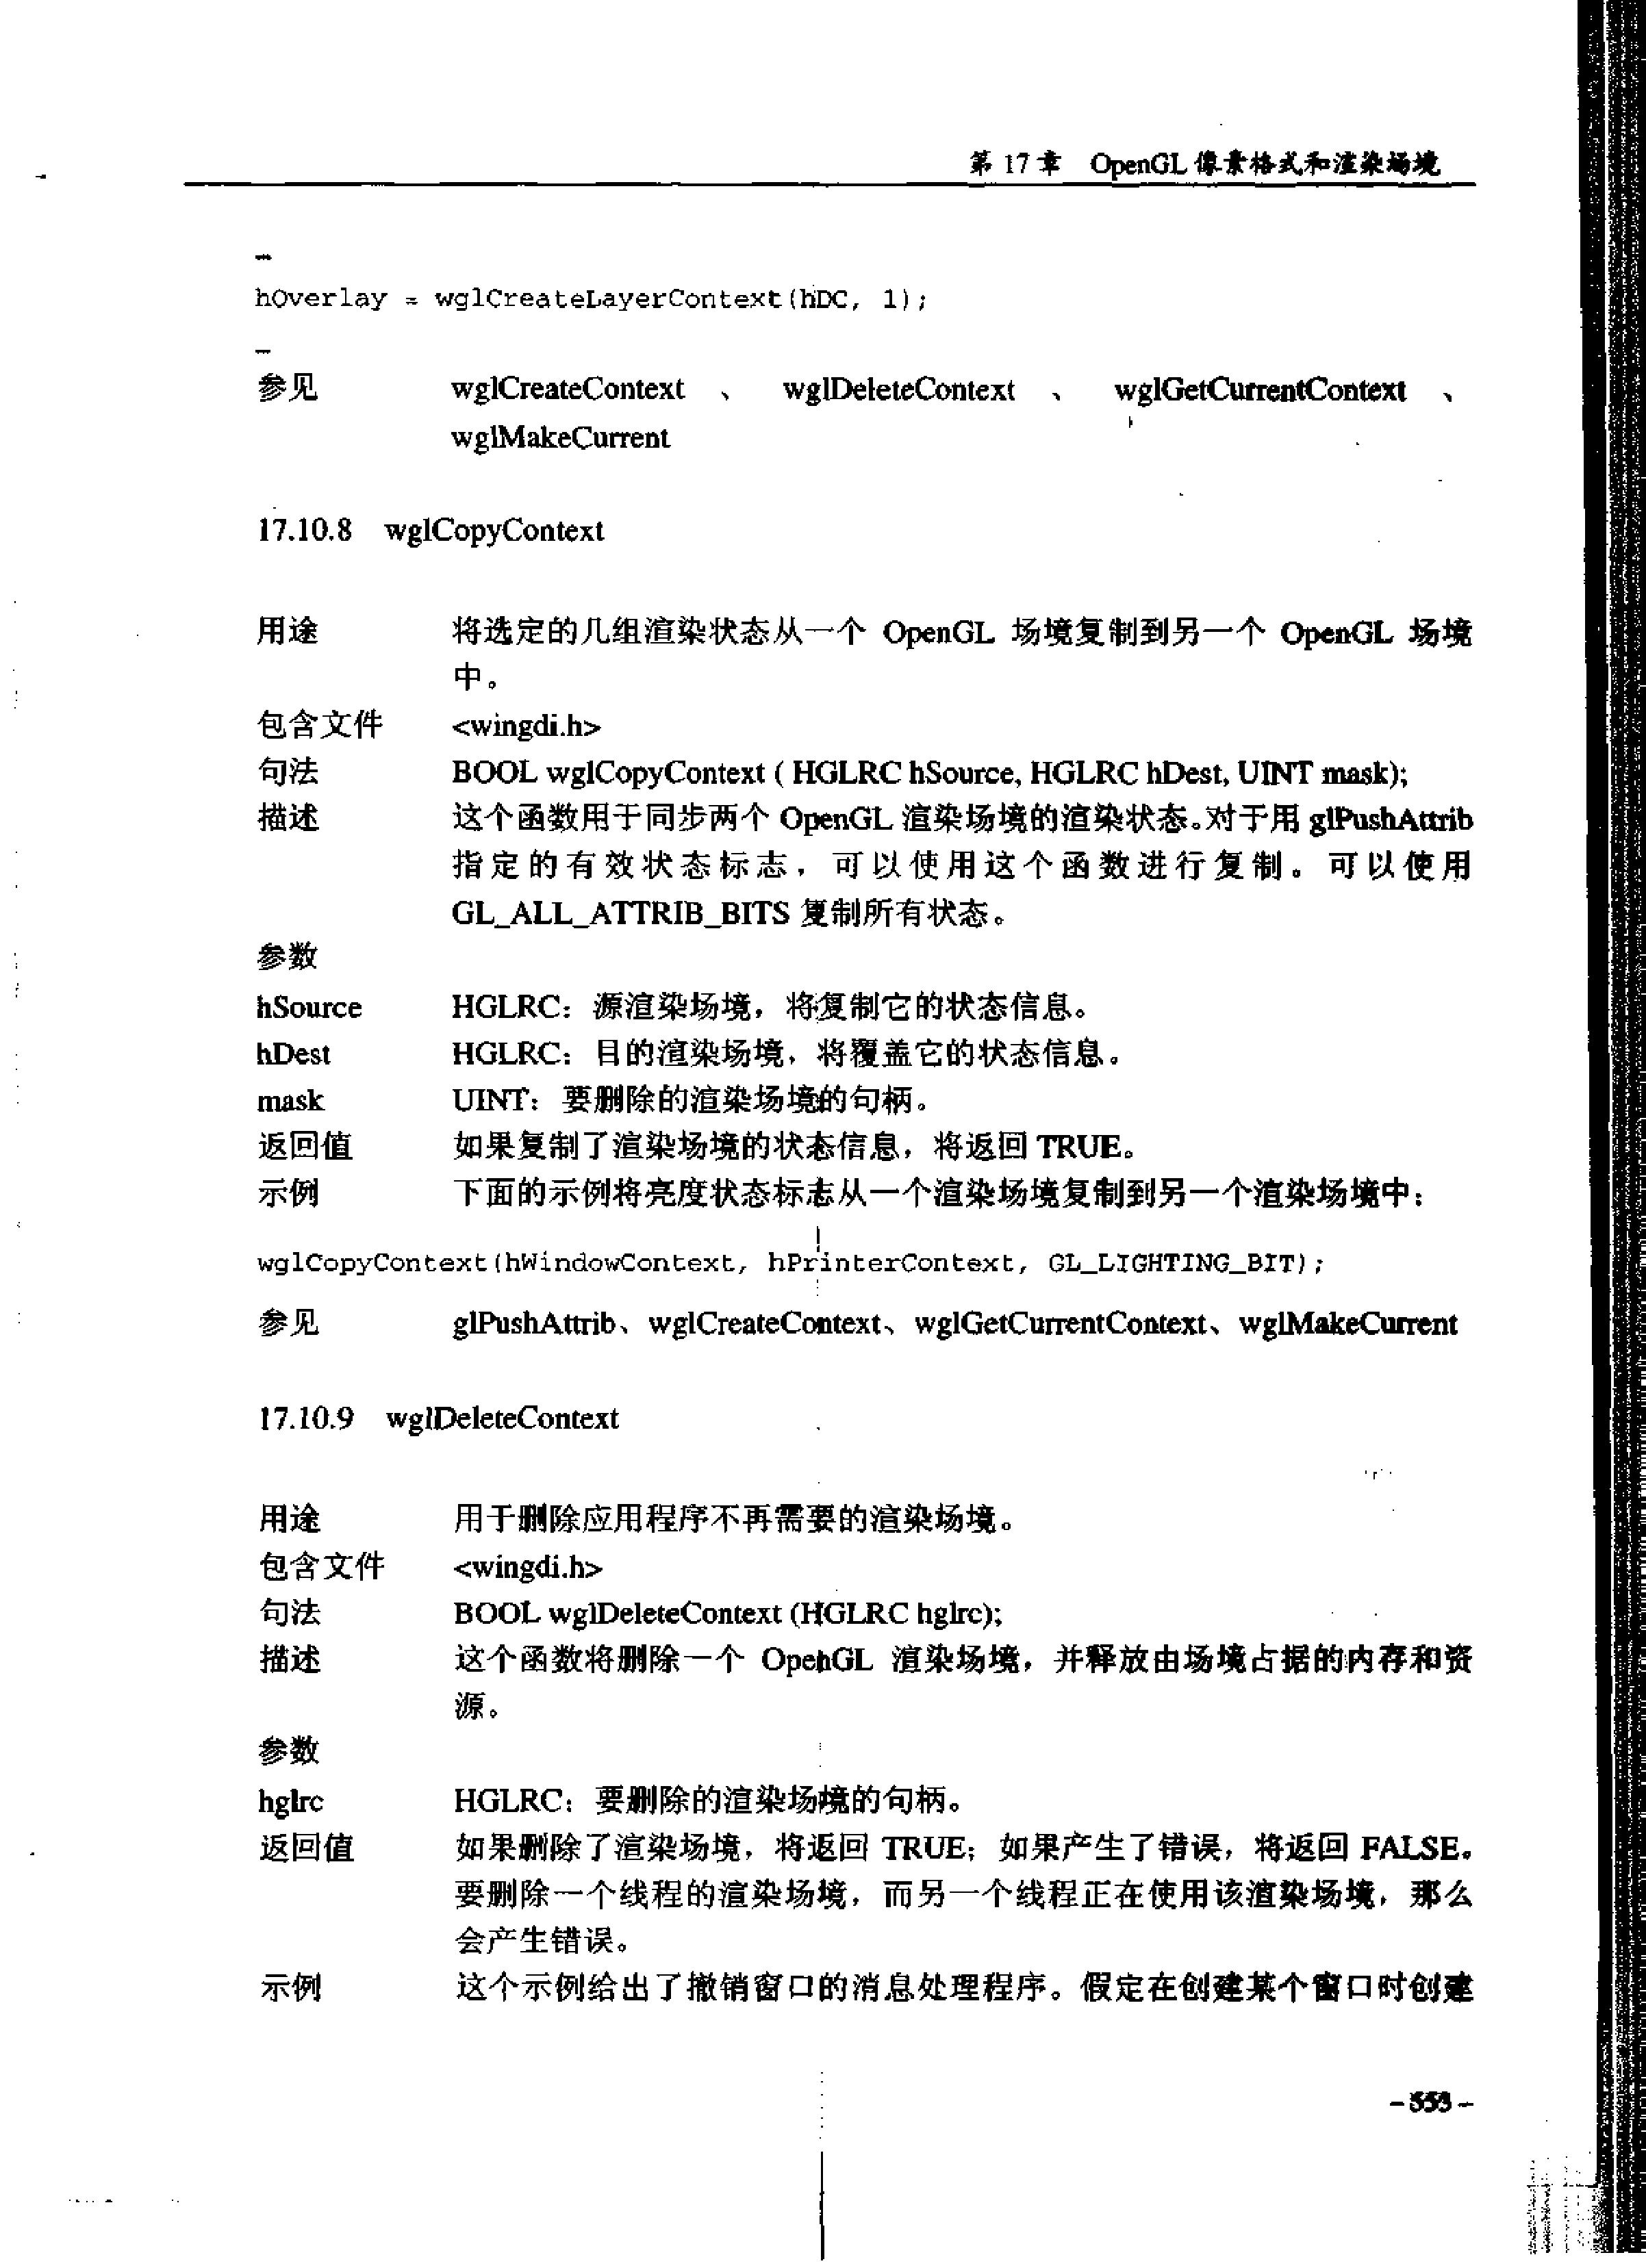 第 17 章 OpenGL 像素格式和渲染场境
…
hOverlay = wglCreateLayerContext(hDC, 1);
…
参见 wglCreateContext 、 wglDeleteContext 、 wglGetCurrentContext 、
wglMakeCurrent
17.10.8 wglCopyContext
用途 将选定的几组渲染状态从一个 OpenGL 场境复制到另一个 OpenGL 场境
中。
包含文件 <wingdi.h>
句法 BOOL wglCopyContext ( HGLRC hSource, HGLRC hDest, UINT mask);
描述 这个函数用于同步两个 OpenGL 渲染场境的渲染状态。对于用 glPushAttrib
指定的有效状态标志，可以使用这个函数进行复制。可以使用
GL_ALL_ATTRIB_BITS 复制所有状态。
参数
hSource HGLRC：源渲染场境，将复制它的状态信息。
hDest HGLRC：目的渲染场境，将覆盖它的状态信息。
mask UINT：要删除的渲染场境的句柄。
返回值 如果复制了渲染场境的状态信息，将返回 TRUE。
示例 下面的示例将亮度状态标志从一个渲染场境复制到另一个渲染场境中：
wglCopyContext(hWindowContext, hPrinterContext, GL_LIGHTING_BIT);
参见 glPushAttrib、wglCreateContext、wglGetCurrentContext、wglMakeCurrent
17.10.9 wglDeleteContext
用途 用于删除应用程序不再需要的渲染场境。
包含文件 <wingdi.h>
句法 BOOL wglDeleteContext (HGLRC hglrc);
描述 这个函数将删除一个 OpenGL 渲染场境，并释放由场境占据的内存和资
源。
参数
hglrc HGLRC：要删除的渲染场境的句柄。
返回值 如果删除了渲染场境，将返回 TRUE；如果产生了错误，将返回 FALSE。
要删除一个线程的渲染场境，而另一个线程正在使用该渲染场境，那么
会产生错误。
示例 这个示例给出了撤销窗口的消息处理程序。假定在创建某个窗口时创建
-553-